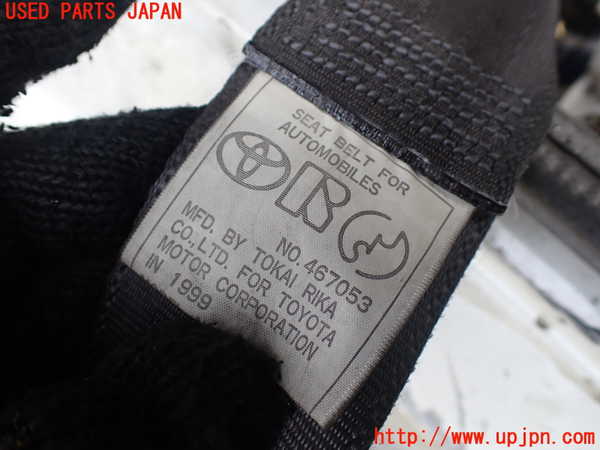 USED PARTS JAPAN
SEAT BELT FOR
AUTOMOBILES
NO. 467053
MFD. BY TOKAI RIKA
CO., LTD. FOR TOYOTA
MOTOR CORPORATION
IN 1999
http://www.upjpn.com/